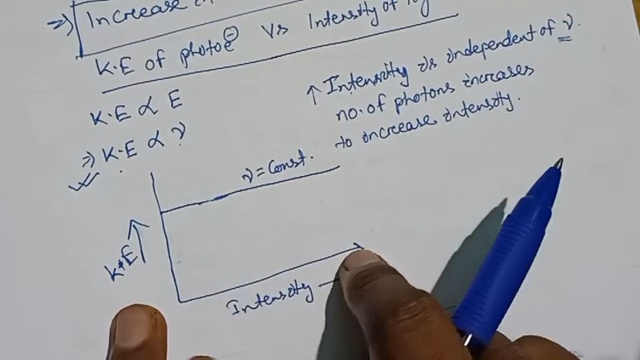 => Increase
K.E of photoe⊖ Vs Intensity of
K.E ∝ E
=> K.E ∝ ν
↑ Intensity is independent of ν.
no. of photons increases
to increase intensity.
ν = Const.
K.E
Intensity